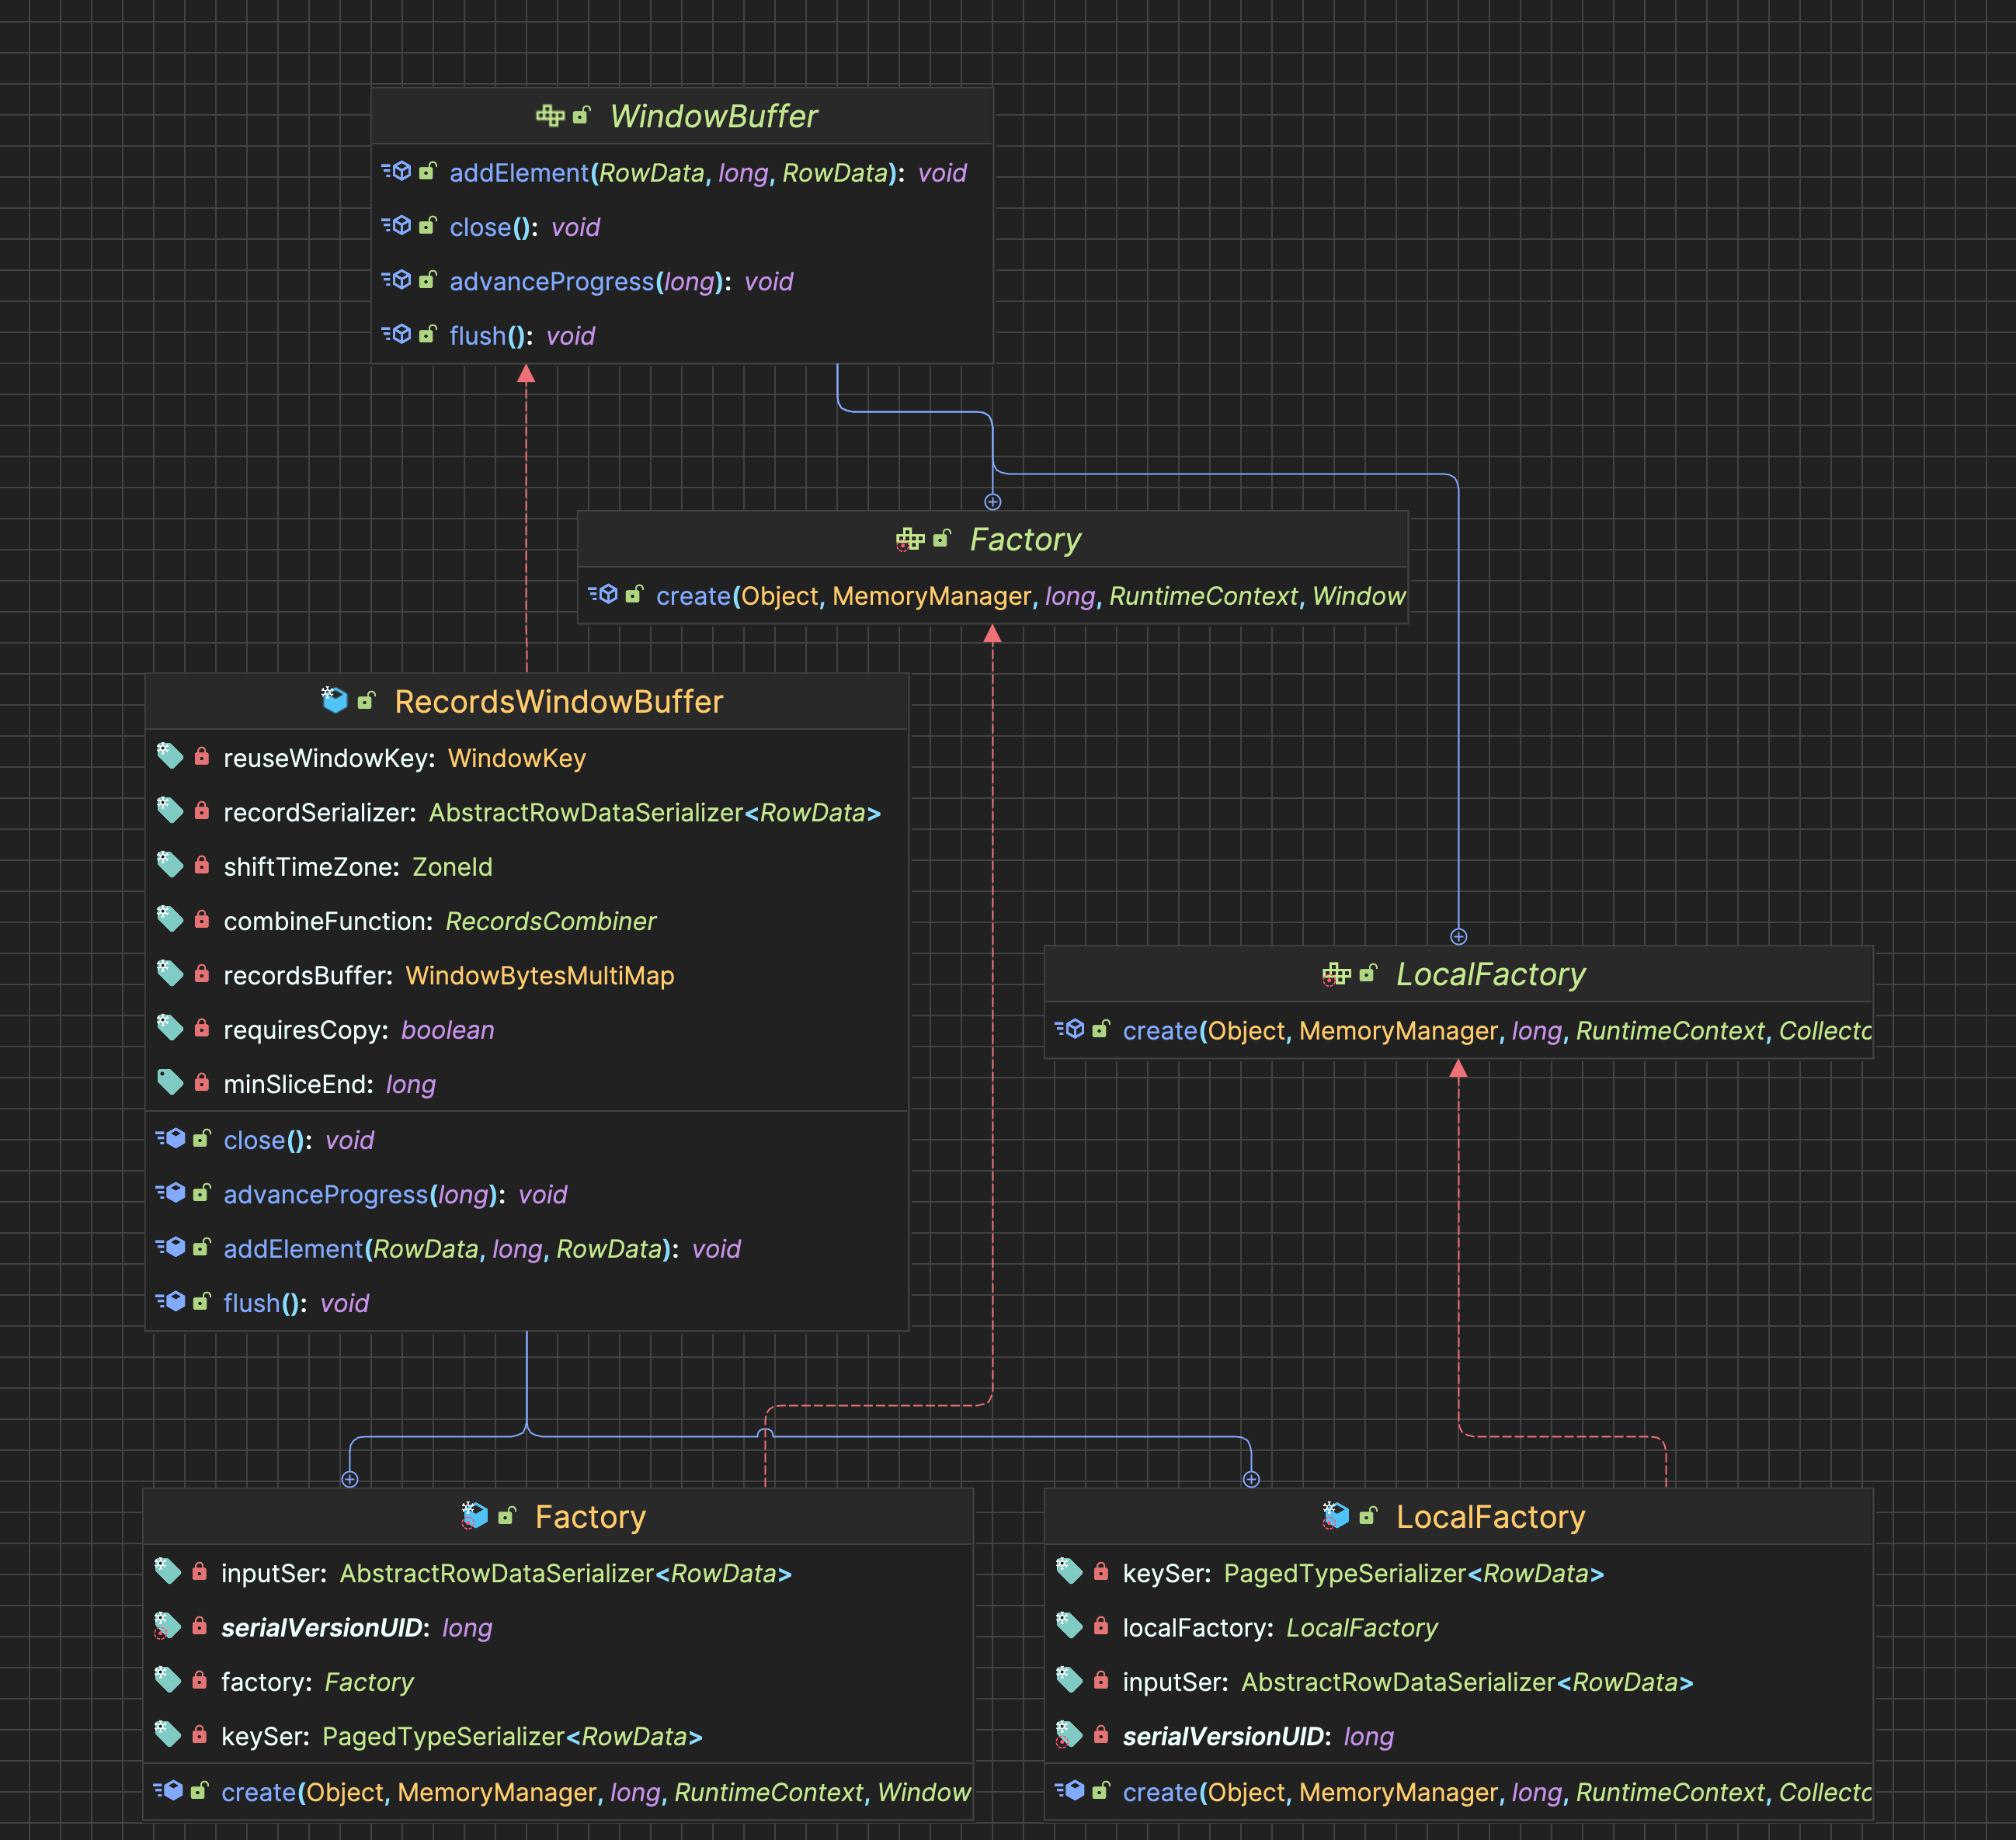 WindowBuffer
addElement(RowData, long, RowData): void
close(): void
advanceProgress(long): void
flush(): void
Factory
create(Object, MemoryManager, long, RuntimeContext, Window
RecordsWindowBuffer
reuseWindowKey: WindowKey
recordSerializer: AbstractRowDataSerializer<RowData>
shiftTimeZone: ZoneId
combineFunction: RecordsCombiner
recordsBuffer: WindowBytesMultiMap
requiresCopy: boolean
minSliceEnd: long
close(): void
advanceProgress(long): void
addElement(RowData, long, RowData): void
flush(): void
LocalFactory
create(Object, MemoryManager, long, RuntimeContext, Collecto
Factory
inputSer: AbstractRowDataSerializer<RowData>
serialVersionUID: long
factory: Factory
keySer: PagedTypeSerializer<RowData>
create(Object, MemoryManager, long, RuntimeContext, Window
LocalFactory
keySer: PagedTypeSerializer<RowData>
localFactory: LocalFactory
inputSer: AbstractRowDataSerializer<RowData>
serialVersionUID: long
create(Object, MemoryManager, long, RuntimeContext, Collecto